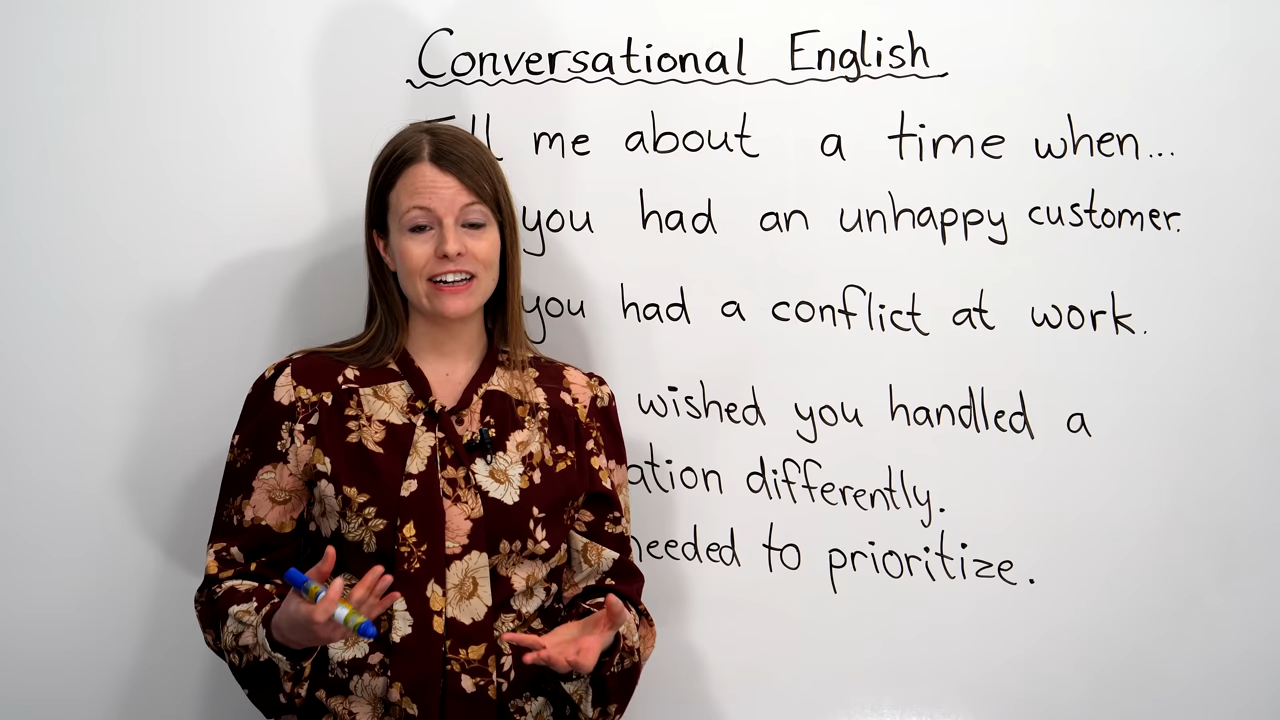 Conversational English
me about a time when...
you had an unhappy customer.
you had a conflict at work.
wished you handled a
differently.
needed to prioritize.